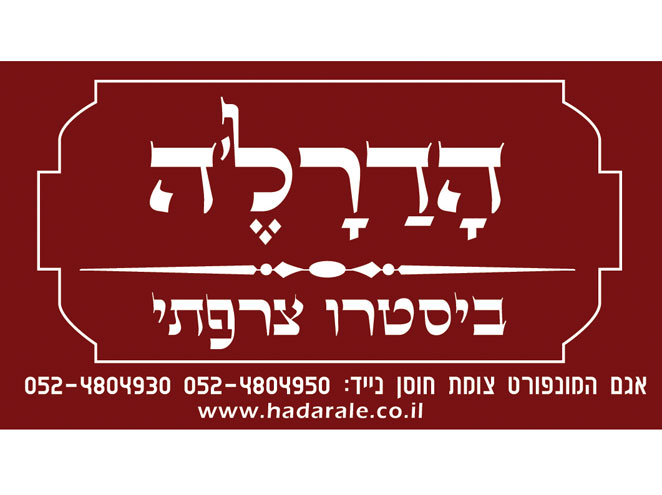 הָדַרָלֶ'ה
ביסטרו צרפתי
אגם המונפורט צומת חוסן נייד: 052-4804950 052-4804930
www.hadarale.co.il